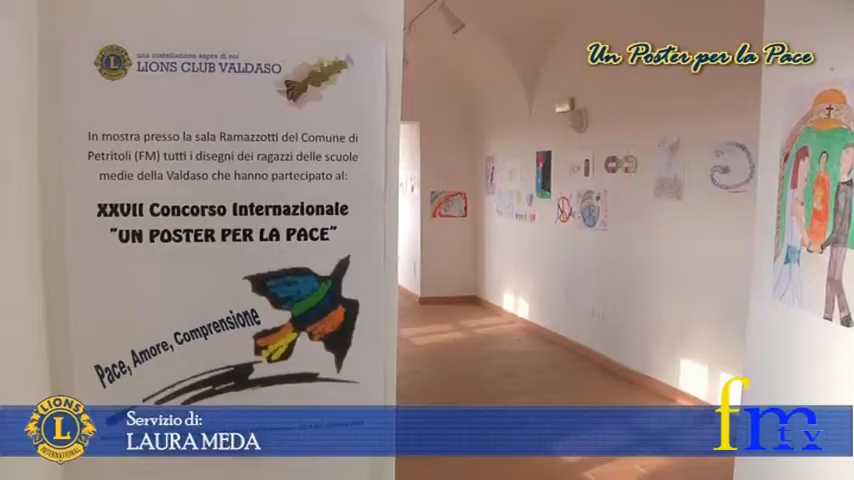 una costellazione sopra di noi
LIONS CLUB VALDASO
Un Poster per la Pace
In mostra presso la sala Ramazzotti del Comune di
Petritoli (FM) tutti i disegni dei ragazzi delle scuole
medie della Valdaso che hanno partecipato al:
XXVII Concorso Internazionale
"UN POSTER PER LA PACE"
Pace, Amore, Comprensione
LIONS
L
INTERNATIONAL
Servizio di:
LAURA MEDA
fmtv